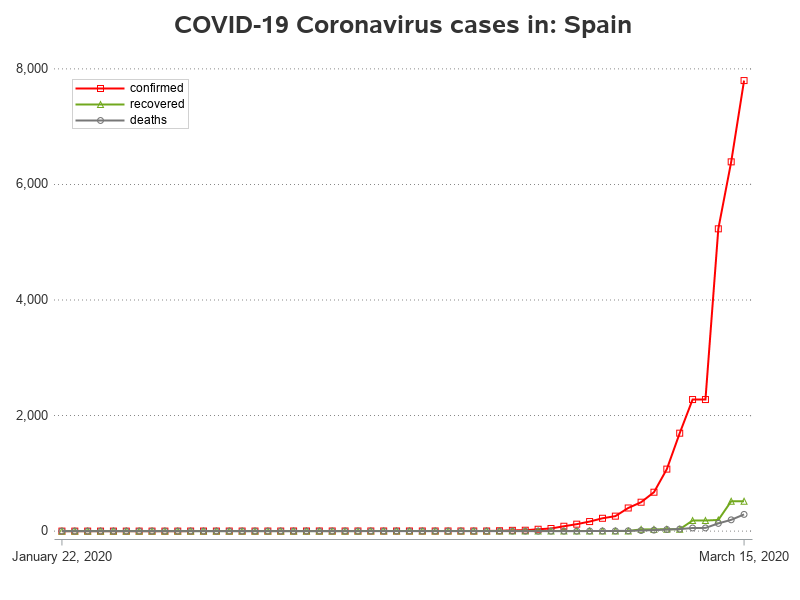 COVID-19 Coronavirus cases in: Spain
8,000
confirmed
recovered
deaths
6,000
4,000
2,000
0
January 22, 2020
March 15, 2020